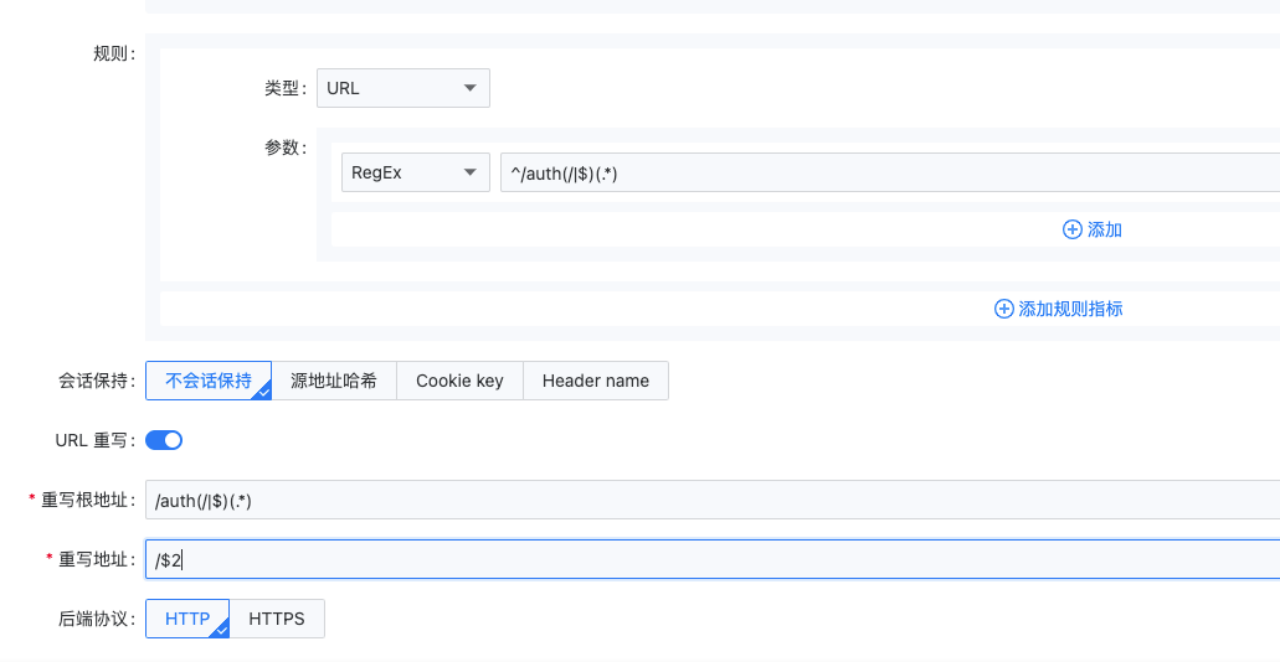 规则:
类型: URL
参数:
RegEx ^/auth(/|$)(.*)
添加
添加规则指标
会话保持: 不会话保持 源地址哈希 Cookie key Header name
URL 重写:
* 重写根地址: /auth(/|$)(.*)
* 重写地址: /$2
后端协议: HTTP HTTPS